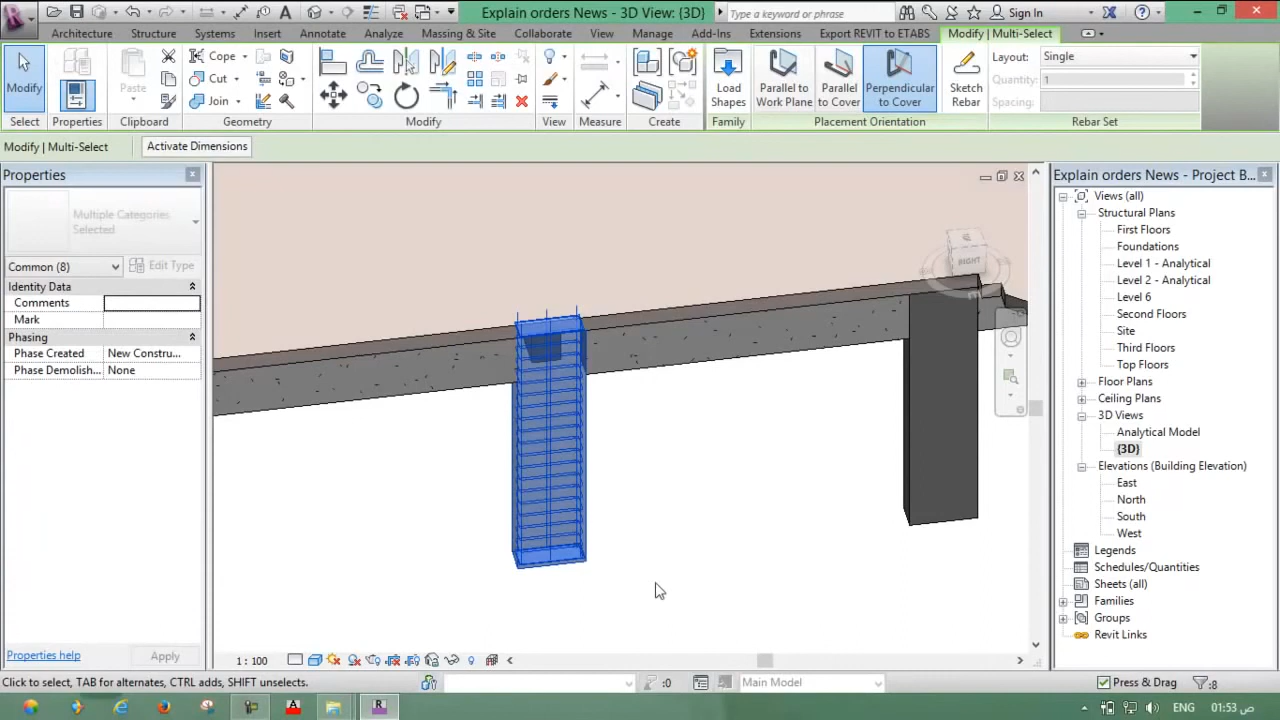 Explain orders News - 3D View: {3D}
Type a keyword or phrase
Sign In
Architecture Structure Systems Insert Annotate Analyze Massing & Site Collaborate View Manage Add-Ins Extensions Export REVIT to ETABS Modify | Multi-Select
Modify
Paste
Cope
Cut
Join
Load Shapes
Parallel to Work Plane
Parallel to Cover
Perpendicular to Cover
Sketch Rebar
Layout: Single
Quantity: 1
Spacing:
Select Properties Clipboard Geometry Modify View Measure Create Family Placement Orientation Rebar Set
Modify | Multi-Select Activate Dimensions
Properties
Multiple Categories Selected
Common (8) Edit Type
Identity Data
Comments
Mark
Phasing
Phase Created New Constru...
Phase Demolish... None
Properties help Apply
RIGHT
1 : 100
Explain orders News - Project B...
Views (all)
Structural Plans
First Floors
Foundations
Level 1 - Analytical
Level 2 - Analytical
Level 6
Second Floors
Site
Third Floors
Top Floors
Floor Plans
Ceiling Plans
3D Views
Analytical Model
{3D}
Elevations (Building Elevation)
East
North
South
West
Legends
Schedules/Quantities
Sheets (all)
Families
Groups
Revit Links
Click to select, TAB for alternates, CTRL adds, SHIFT unselects. :0 Main Model Press & Drag :8
ENG 01:53 ص